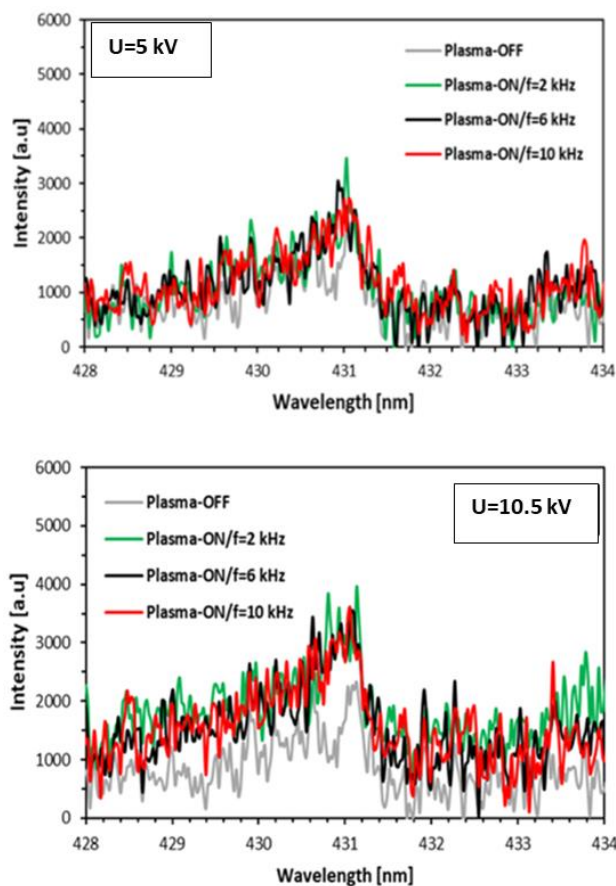 U=5 kV
Plasma-OFF
Plasma-ON/f=2 kHz
Plasma-ON/f=6 kHz
Plasma-ON/f=10 kHz
Intensity [a.u]
6000
5000
4000
3000
2000
1000
0
428 429 430 431 432 433 434
Wavelength [nm]
U=10.5 kV
Plasma-OFF
Plasma-ON/f=2 kHz
Plasma-ON/f=6 kHz
Plasma-ON/f=10 kHz
Intensity [a.u]
6000
5000
4000
3000
2000
1000
0
428 429 430 431 432 433 434
Wavelength [nm]